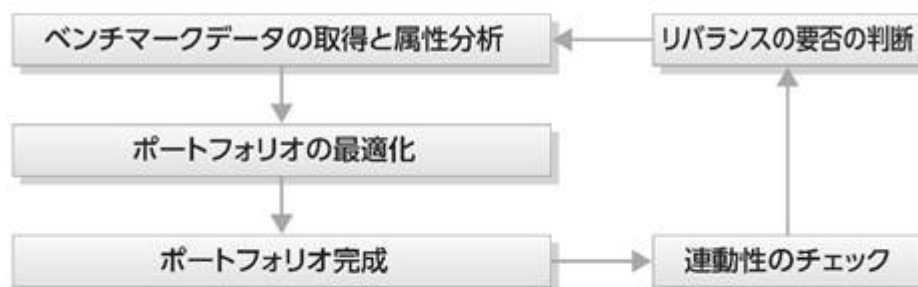 ベンチマークデータの取得と属性分析
リバランスの要否の判断
ポートフォリオの最適化
ポートフォリオ完成
連動性のチェック